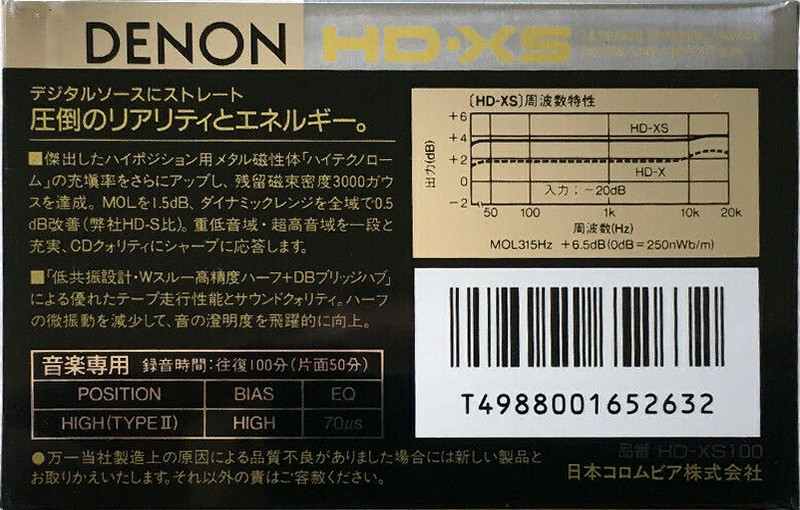 DENON HD・XS
デジタルソースにストレート
圧倒のリアリティとエネルギー。
■傑出したハイポジション用メタル磁性体「ハイテクノロー
ム」の充塡率をさらにアップし、残留磁束密度3000ガウ
スを達成。MOLを1.5dB、ダイナミックレンジを全域で0.5
dB改善(弊社HD-S比)。重低音域・超高音域を一段と
充実、CDクォリティにシャープに応答します。
■「低共振設計・Wスルー高精度ハーフ+DBブリッジハブ」
による優れたテープ走行性能とサウンドクォリティ。ハーフ
の微振動を減少して、音の澄明度を飛躍的に向上。
音楽専用 録音時間:往復100分(片面50分)
POSITION BIAS EQ
HIGH(TYPEⅡ) HIGH 70μs
●万一当社製造上の原因による品質不良がありました場合には新しい製品と
お取りかえいたします。それ以外の責はご容赦ください。
〔HD-XS〕周波数特性
出力(dB)
+6
+4
+2
0
−2
HD-XS
HD-X
入力:−20dB
50 100 1k 10k 20k
周波数(Hz)
MOL315Hz +6.5dB(0dB=250nWb/m)
T4988001652632
品番 HD-XS100
日本コロムビア株式会社